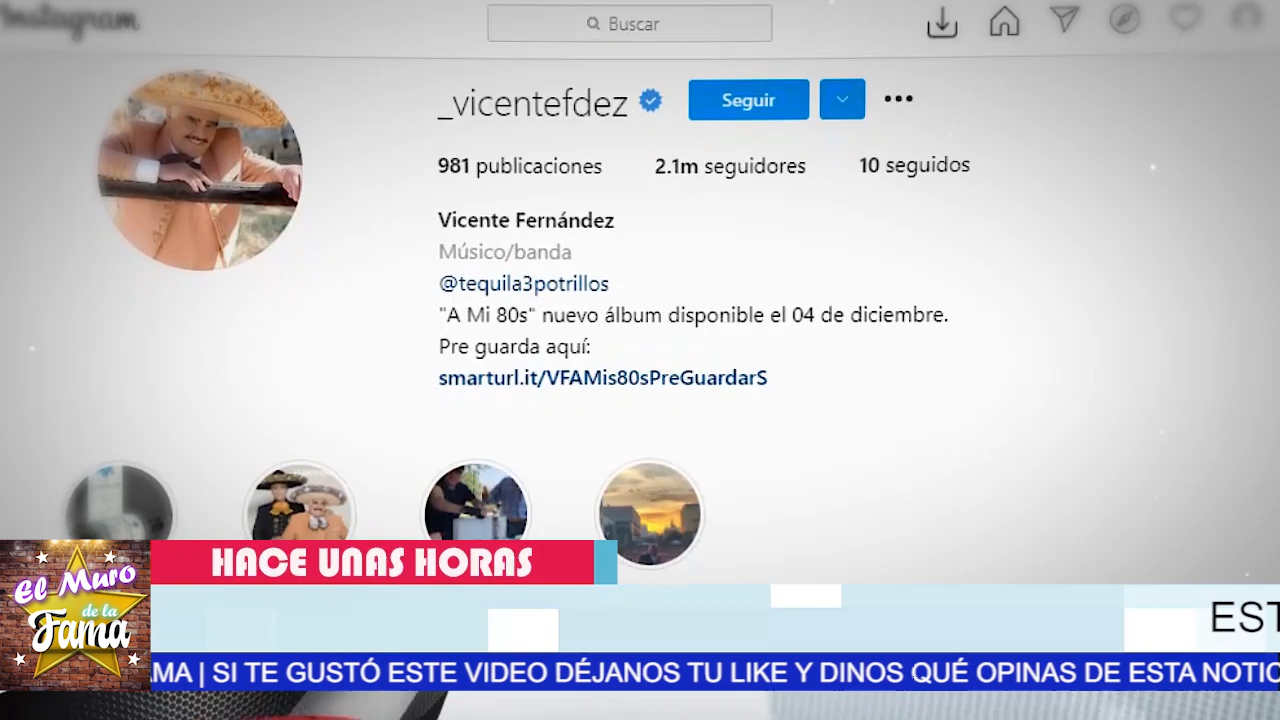 Instagram
Buscar
_vicentefdez
Seguir
981 publicaciones
2.1m seguidores
10 seguidos
Vicente Fernández
Músico/banda
@tequila3potrillos
"A Mi 80s" nuevo álbum disponible el 04 de diciembre.
Pre guarda aquí:
smarturl.it/VFAMis80sPreGuardarS
HACE UNAS HORAS
El Muro
de la
Fama
EST
MA | SI TE GUSTÓ ESTE VIDEO DÉJANOS TU LIKE Y DINOS QUÉ OPINAS DE ESTA NOTIC